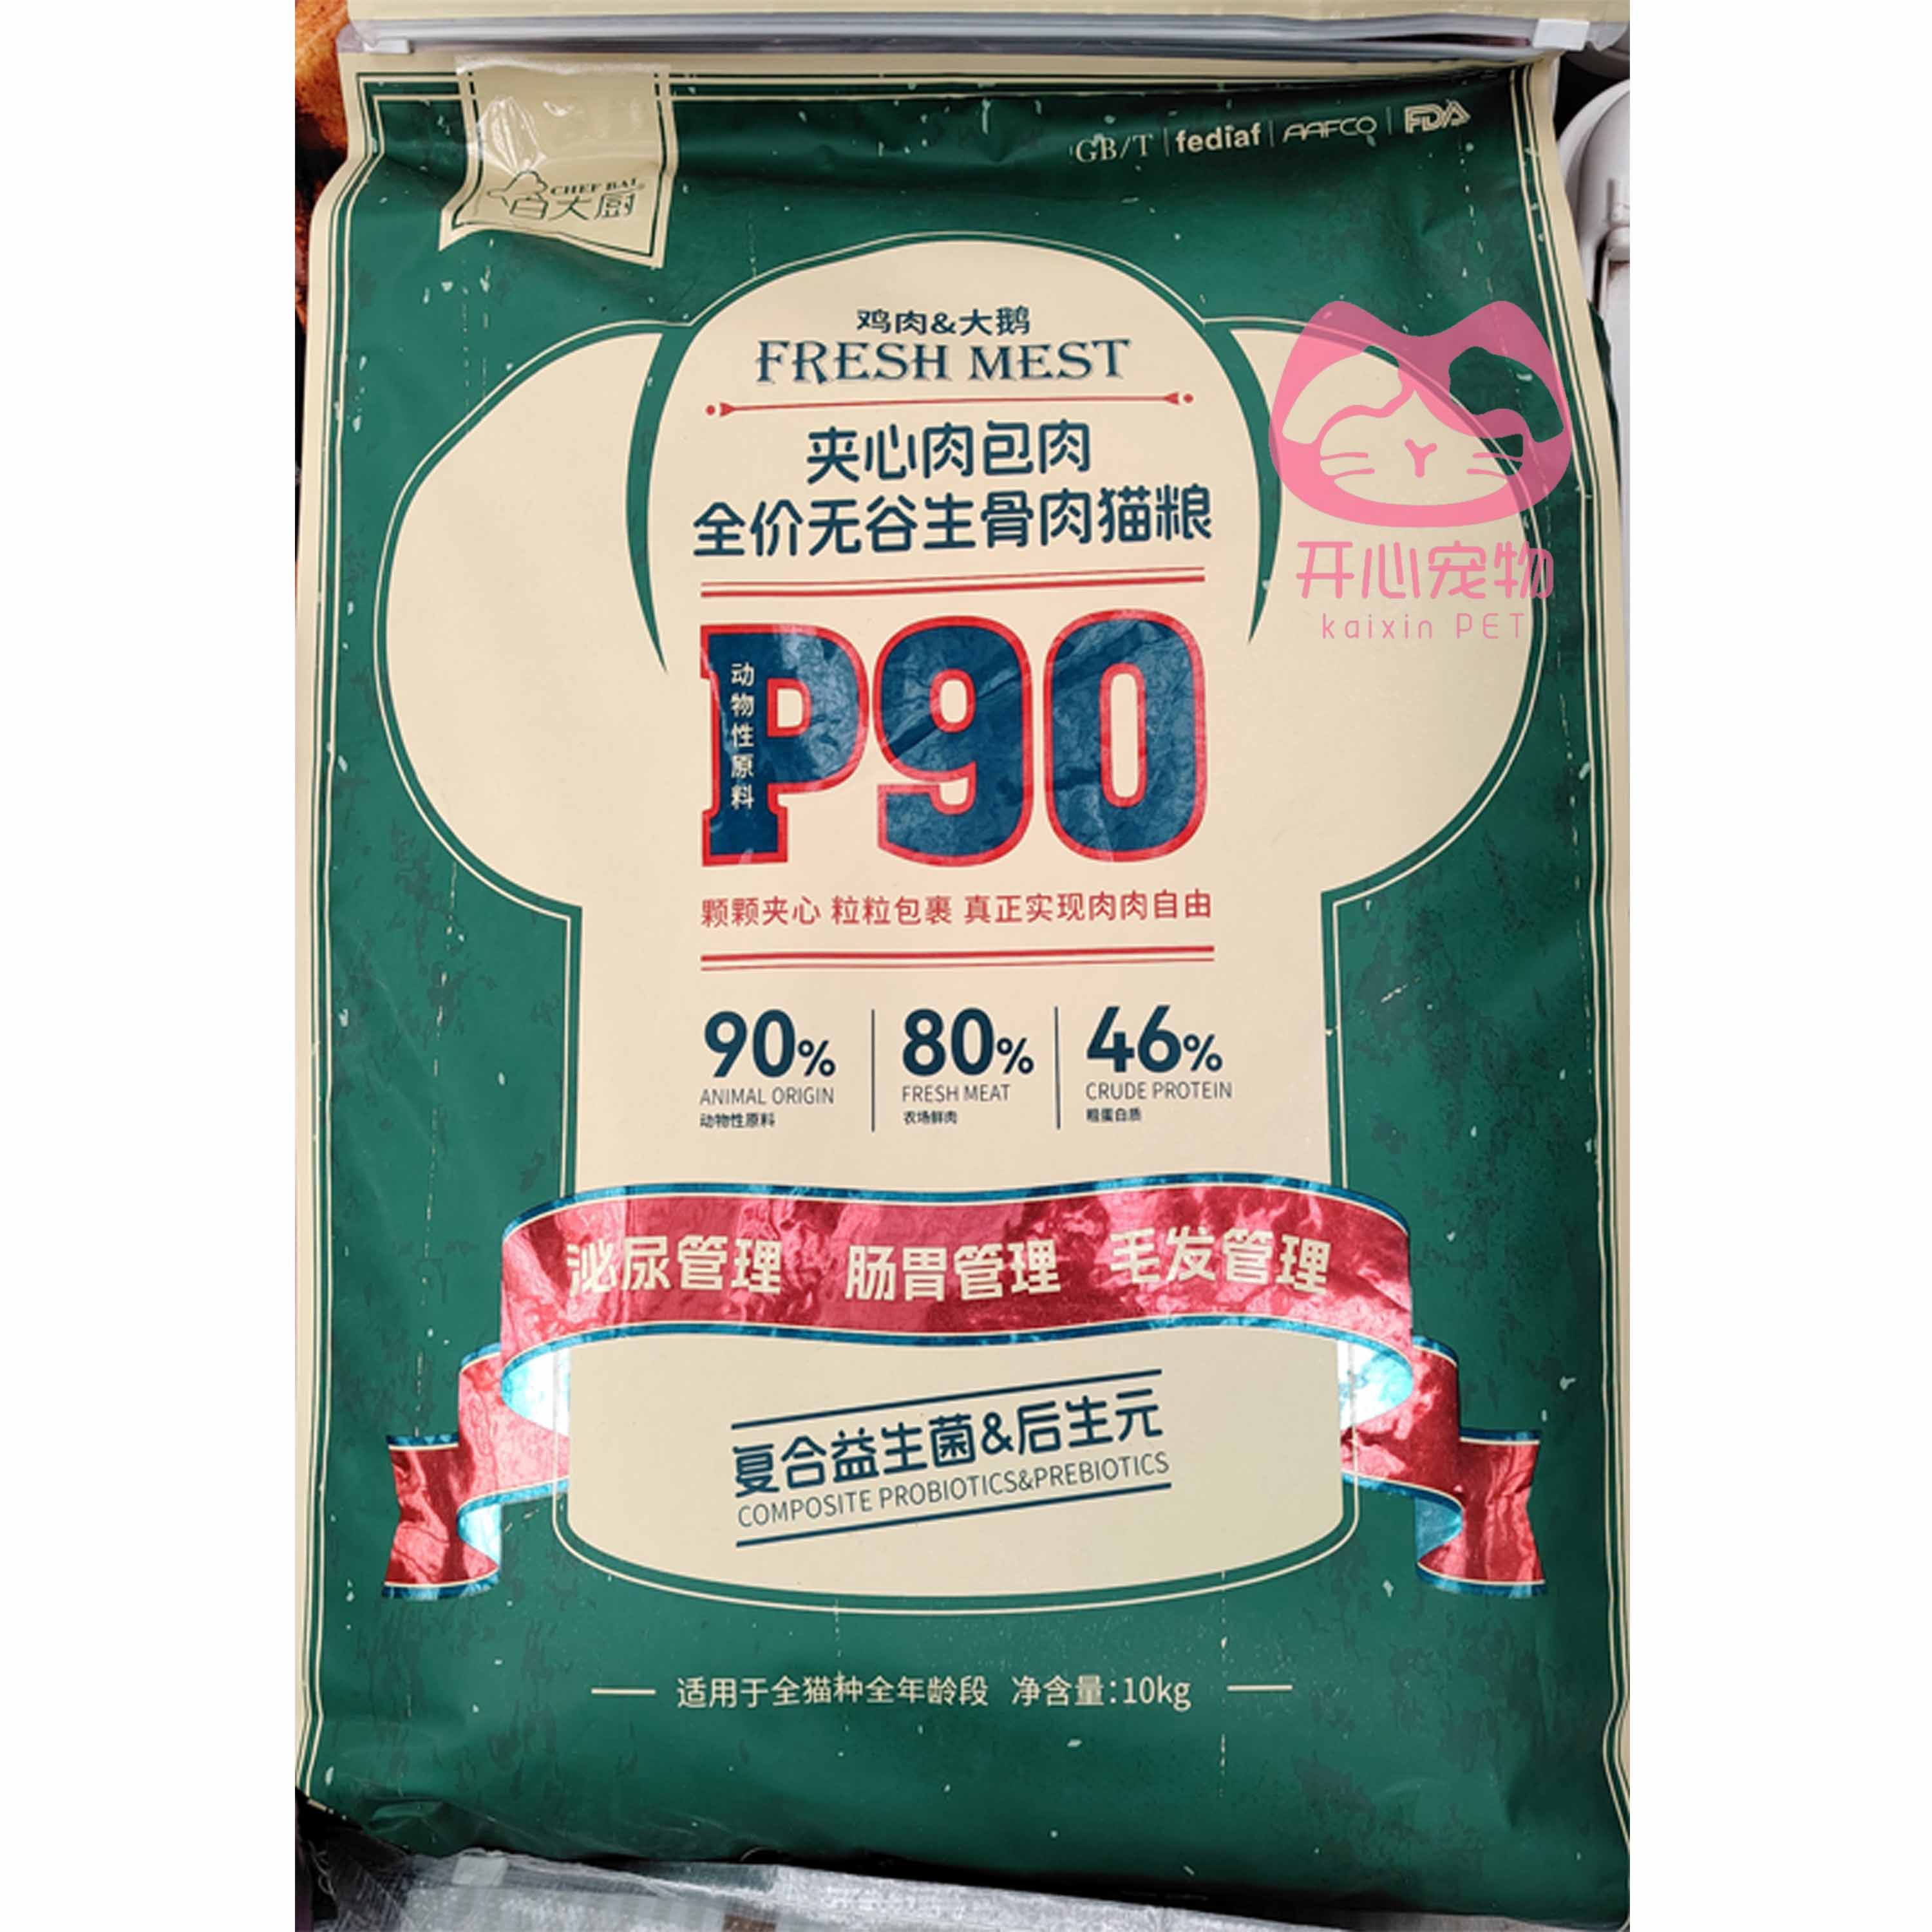 GB/T | fediaf | AAFCO | FDA
CHEF BAI
白大厨
鸡肉&大鹅
FRESH MEST
夹心肉包肉
全价无谷生骨肉猫粮
开心宠物
kaixin PET
动物性原料
P90
颗颗夹心 粒粒包裹 真正实现肉肉自由
90% 80% 46%
ANIMAL ORIGIN FRESH MEAT CRUDE PROTEIN
动物性原料 农场鲜肉 粗蛋白质
泌尿管理 肠胃管理 毛发管理
复合益生菌&后生元
COMPOSITE PROBIOTICS&PREBIOTICS
适用于全猫种全年龄段 净含量:10kg